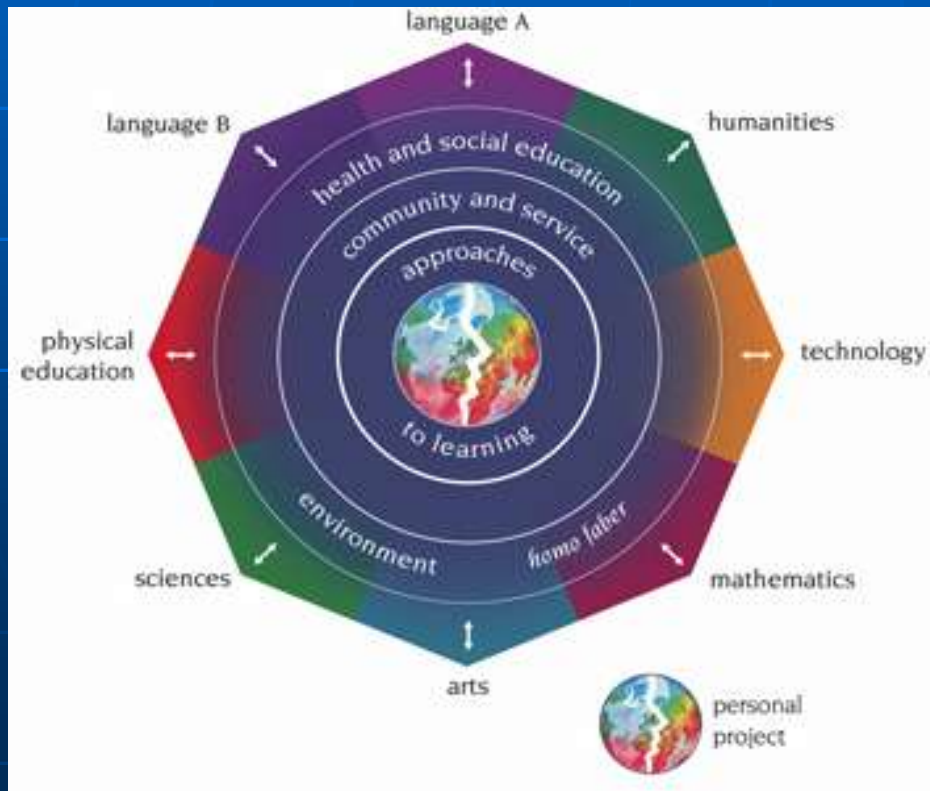 language A
language B
humanities
health and social education
community and service
approaches
to learning
physical
education
technology
environment
homo faber
sciences
mathematics
arts
personal
project